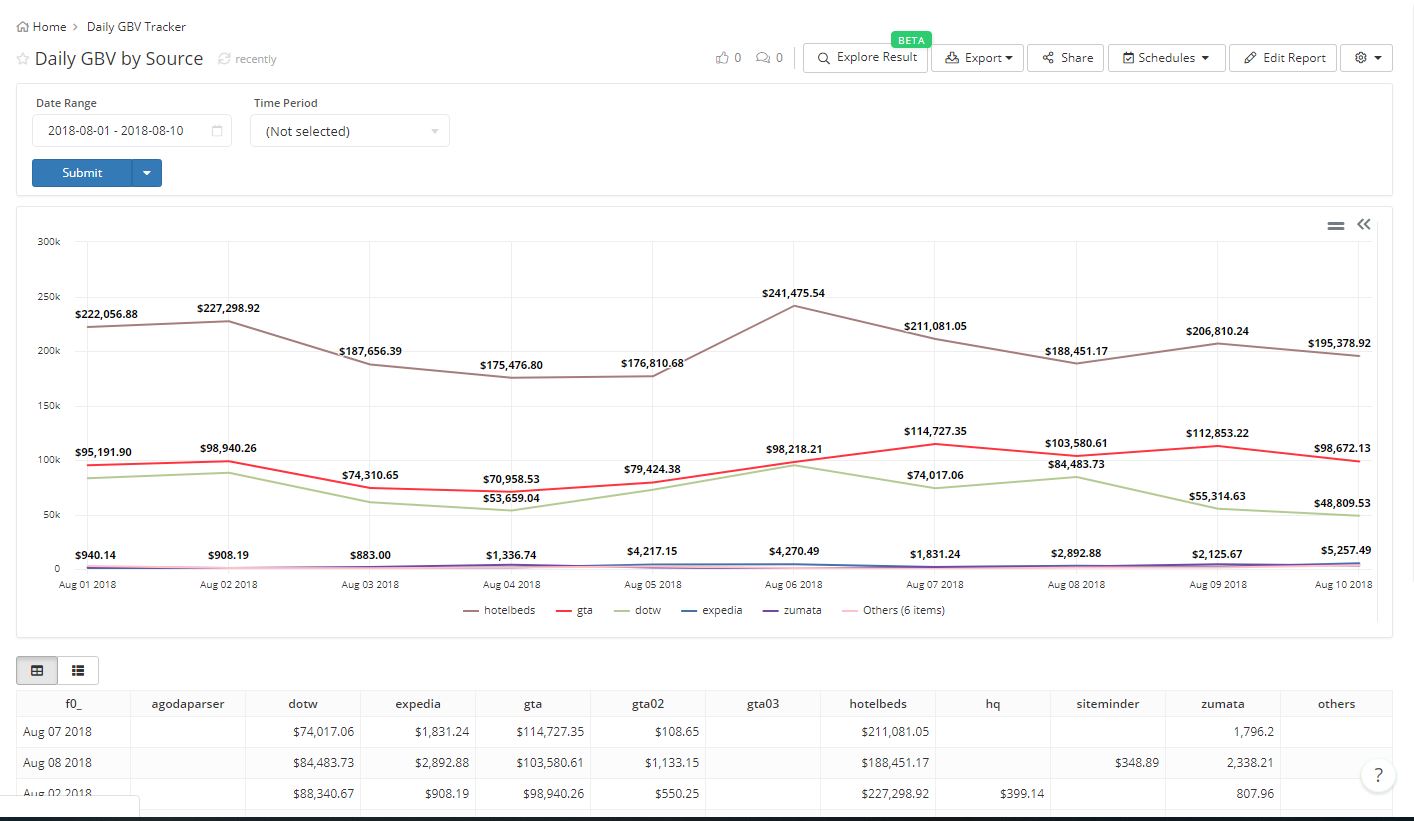 Home > Daily GBV Tracker
Daily GBV by Source recently
0 0 Explore Result BETA Export Share Schedules Edit Report
Date Range Time Period
2018-08-01 - 2018-08-10 (Not selected)
Submit
300k
250k
200k
150k
100k
50k
0
$222,056.88 $227,298.92 $187,656.39 $175,476.80 $176,810.68 $241,475.54 $211,081.05 $188,451.17 $206,810.24 $195,378.92
$95,191.90 $98,940.26 $74,310.65 $70,958.53 $79,424.38 $98,218.21 $114,727.35 $103,580.61 $112,853.22 $98,672.13
$53,659.04 $74,017.06 $84,483.73 $55,314.63 $48,809.53
$940.14 $908.19 $883.00 $1,336.74 $4,217.15 $4,270.49 $1,831.24 $2,892.88 $2,125.67 $5,257.49
Aug 01 2018 Aug 02 2018 Aug 03 2018 Aug 04 2018 Aug 05 2018 Aug 06 2018 Aug 07 2018 Aug 08 2018 Aug 09 2018 Aug 10 2018
hotelbeds gta dotw expedia zumata Others (6 items)
f0_ agodaparser dotw expedia gta gta02 gta03 hotelbeds hq siteminder zumata others
Aug 07 2018 $74,017.06 $1,831.24 $114,727.35 $108.65 $211,081.05 1,796.2
Aug 08 2018 $84,483.73 $2,892.88 $103,580.61 $1,133.15 $188,451.17 $348.89 2,338.21
Aug 02 2018 $88,340.67 $908.19 $98,940.26 $550.25 $227,298.92 $399.14 807.96
?